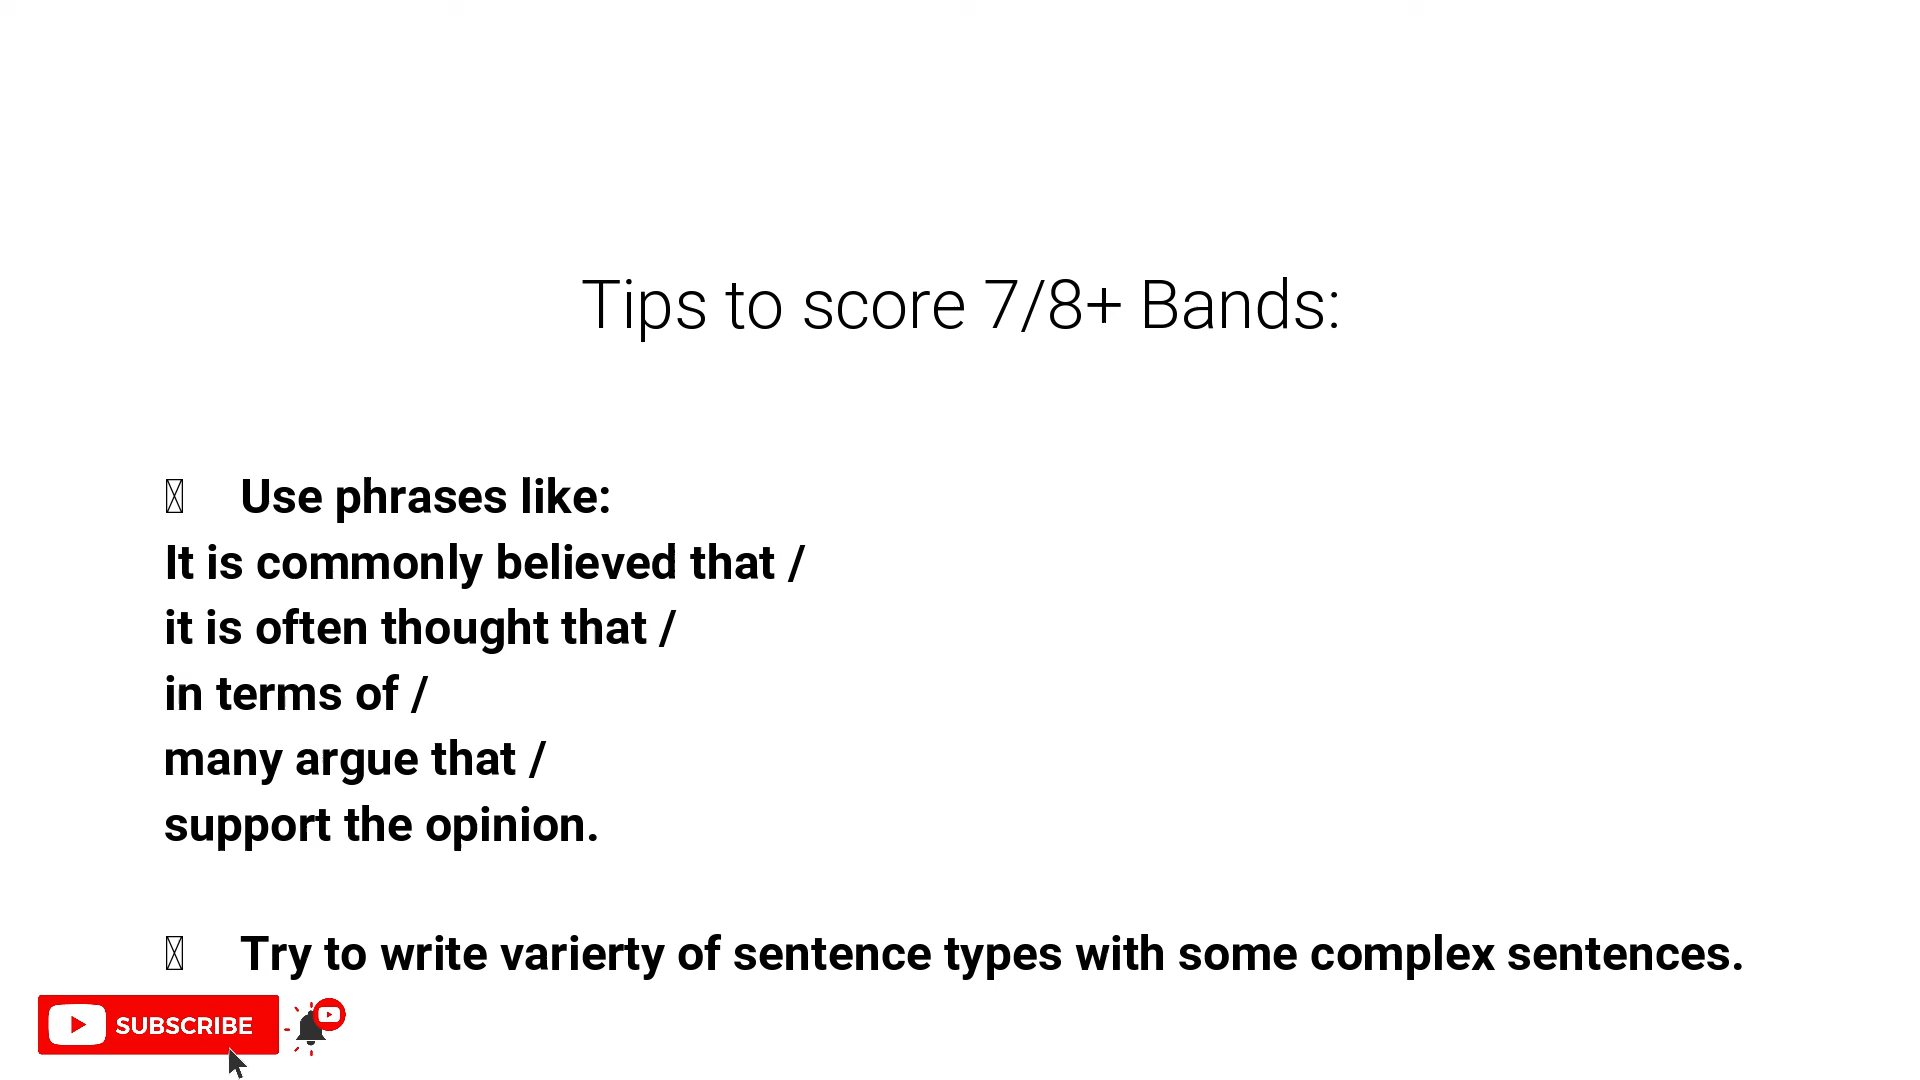 Tips to score 7/8+ Bands:
Use phrases like:
It is commonly believed that /
it is often thought that /
in terms of /
many argue that /
support the opinion.
Try to write varierty of sentence types with some complex sentences.
SUBSCRIBE